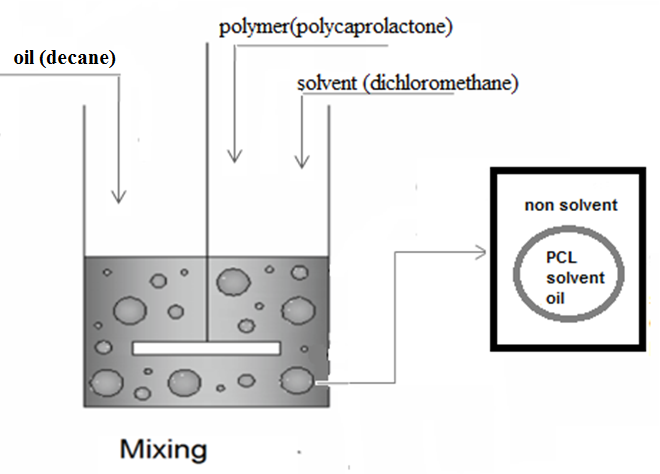 polymer(polycaprolactone)
oil (decane)
solvent (dichloromethane)
non solvent
PCL
solvent
oil
Mixing